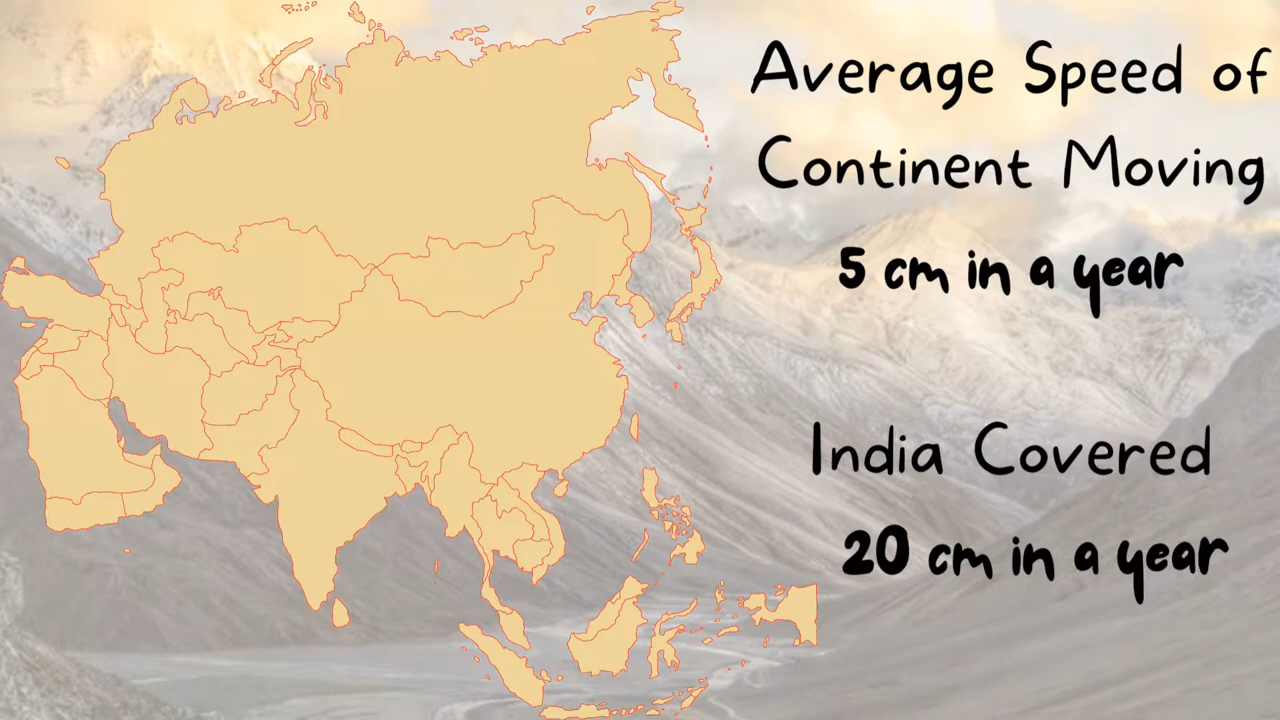 Average Speed of
Continent Moving
5 cm in a year
India Covered
20 cm in a year